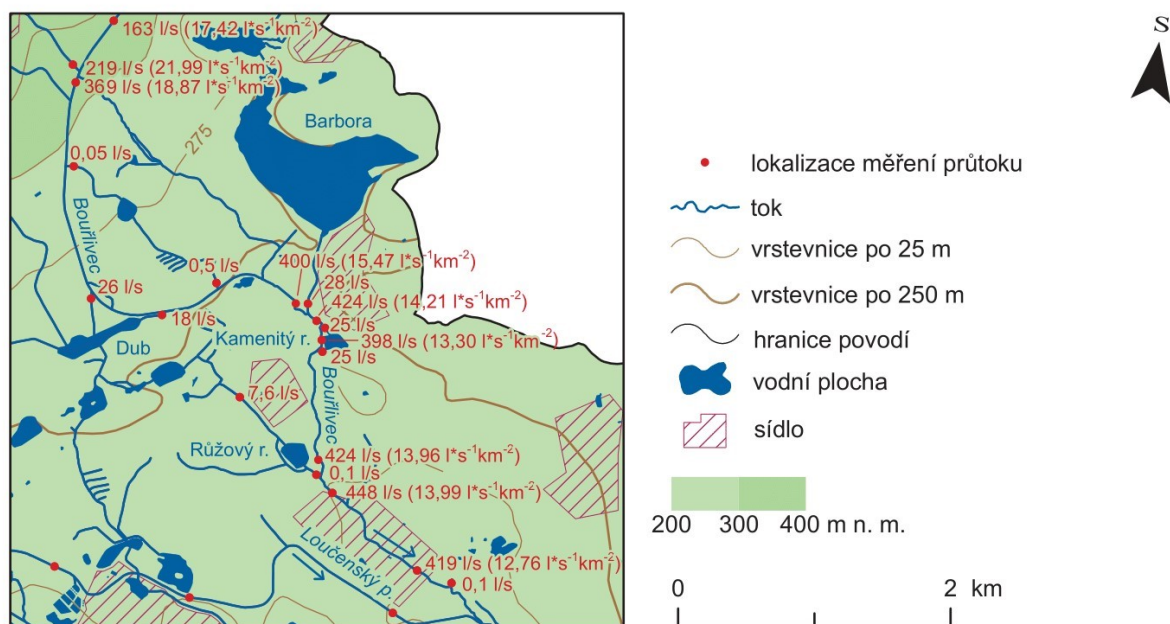 163 l/s (17,42 l*s⁻¹km⁻²)
219 l/s (21,99 l*s⁻¹km⁻²)
369 l/s (18,87 l*s⁻¹km⁻²)
Barbora
275
0,05 l/s
Bouřlivec
0,5 l/s
400 l/s (15,47 l*s⁻¹km⁻²)
28 l/s
26 l/s
424 l/s (14,21 l*s⁻¹km⁻²)
18 l/s
25 l/s
Dub
Kamenitý r.
398 l/s (13,30 l*s⁻¹km⁻²)
25 l/s
Bouřlivec
7,6 l/s
Růžový r.
424 l/s (13,96 l*s⁻¹km⁻²)
0,1 l/s
448 l/s (13,99 l*s⁻¹km⁻²)
Loučenský p.
419 l/s (12,76 l*s⁻¹km⁻²)
0,1 l/s
S
lokalizace měření průtoku
tok
vrstevnice po 25 m
vrstevnice po 250 m
hranice povodí
vodní plocha
sídlo
200 300 400 m n. m.
0 2 km